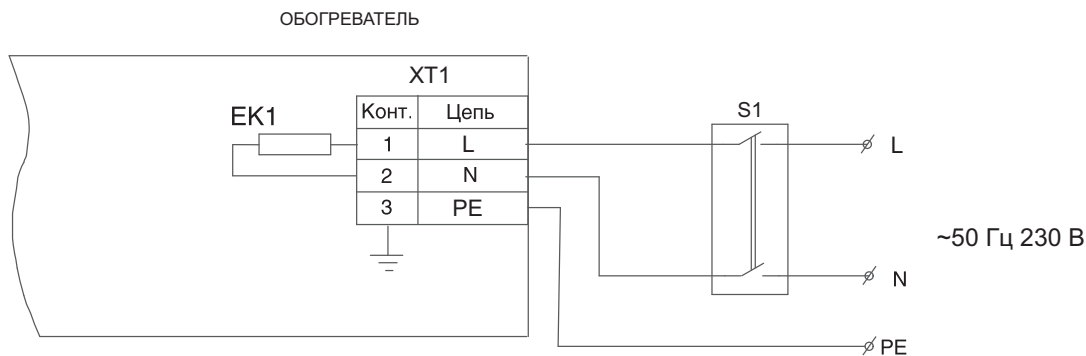 ОБОГРЕВАТЕЛЬ
XT1
EK1
Конт. Цепь
1 L
2 N
3 PE
S1
L
~50 Гц 230 В
N
PE